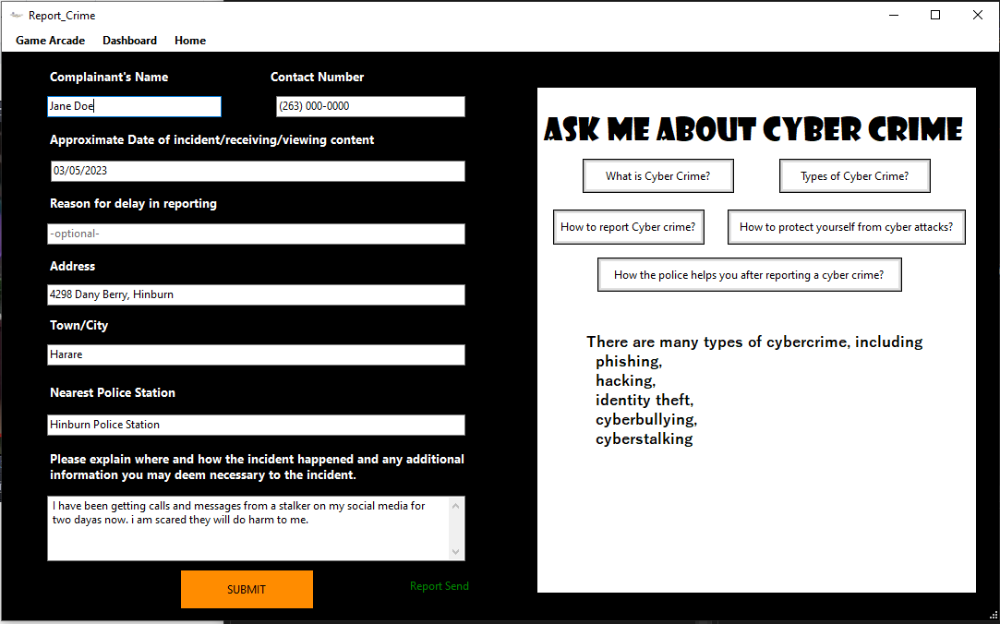 Report_Crime
Game Arcade Dashboard Home
Complainant's Name
Contact Number
Jane Doe
(263) 000-0000
Approximate Date of incident/receiving/viewing content
03/05/2023
Reason for delay in reporting
-optional-
Address
4298 Dany Berry, Hinburn
Town/City
Harare
Nearest Police Station
Hinburn Police Station
Please explain where and how the incident happened and any additional
information you may deem necessary to the incident.
I have been getting calls and messages from a stalker on my social media for
two dayas now. i am scared they will do harm to me.
SUBMIT
Report Send
ASK ME ABOUT CYBER CRIME
What is Cyber Crime?
Types of Cyber Crime?
How to report Cyber crime?
How to protect yourself from cyber attacks?
How the police helps you after reporting a cyber crime?
There are many types of cybercrime, including
phishing,
hacking,
identity theft,
cyberbullying,
cyberstalking